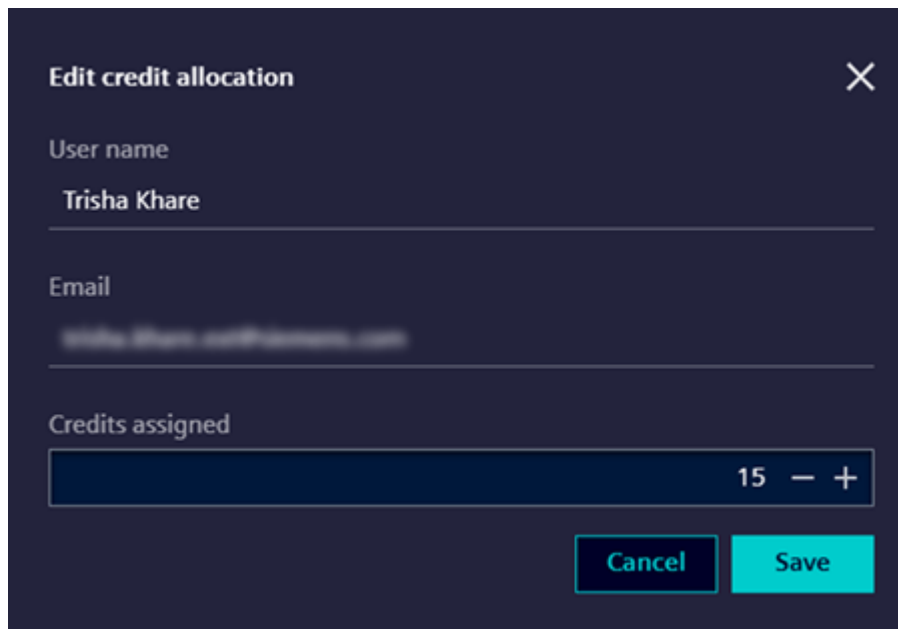 Edit credit allocation
User name
Trisha Khare
Email
Credits assigned
15
Cancel Save